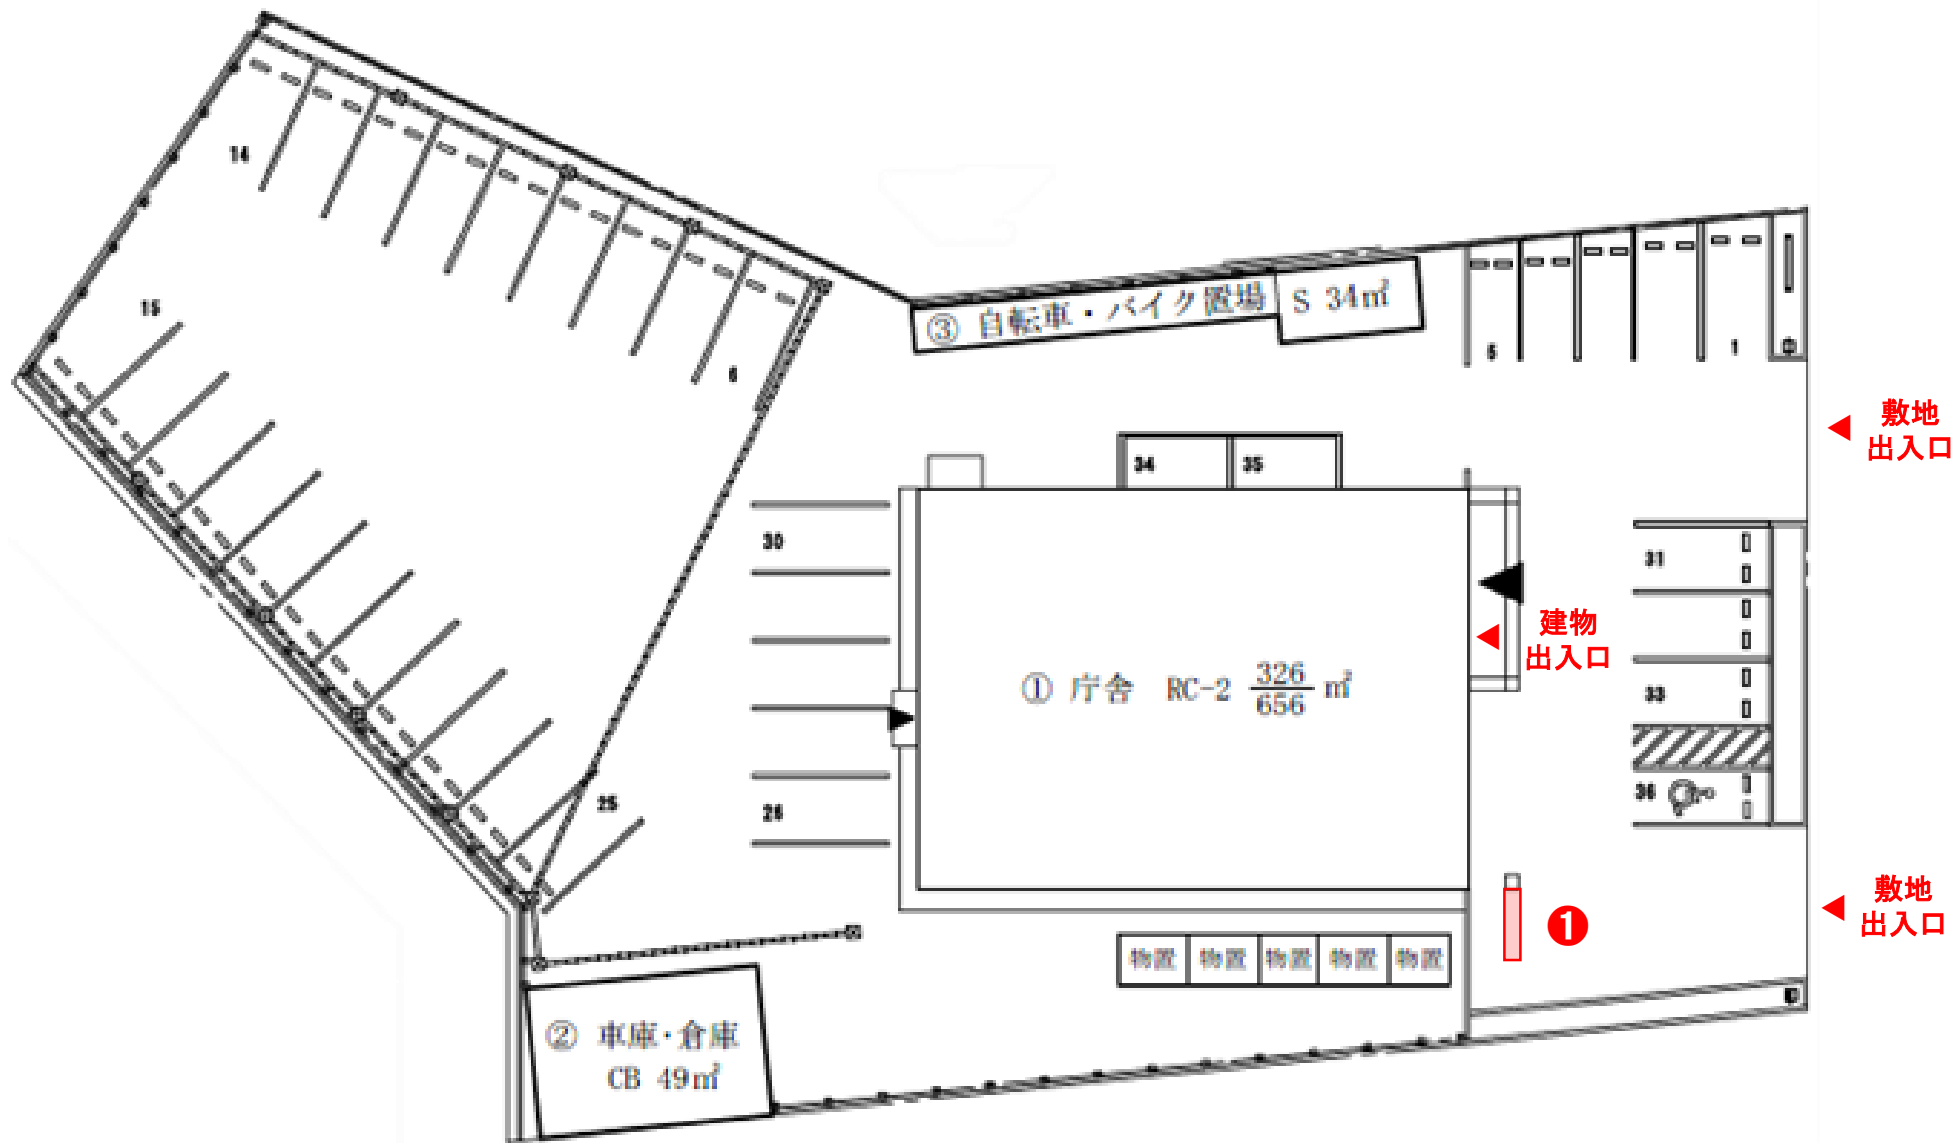 14
15
6
③ 自転車・バイク置場 S 34㎡
5
1
敷地
出入口
34
35
30
31
建物
出入口
① 庁舎 RC-2 326/656 ㎡
33
36
25
26
敷地
出入口
❶
物置 物置 物置 物置 物置
② 車庫・倉庫
CB 49㎡